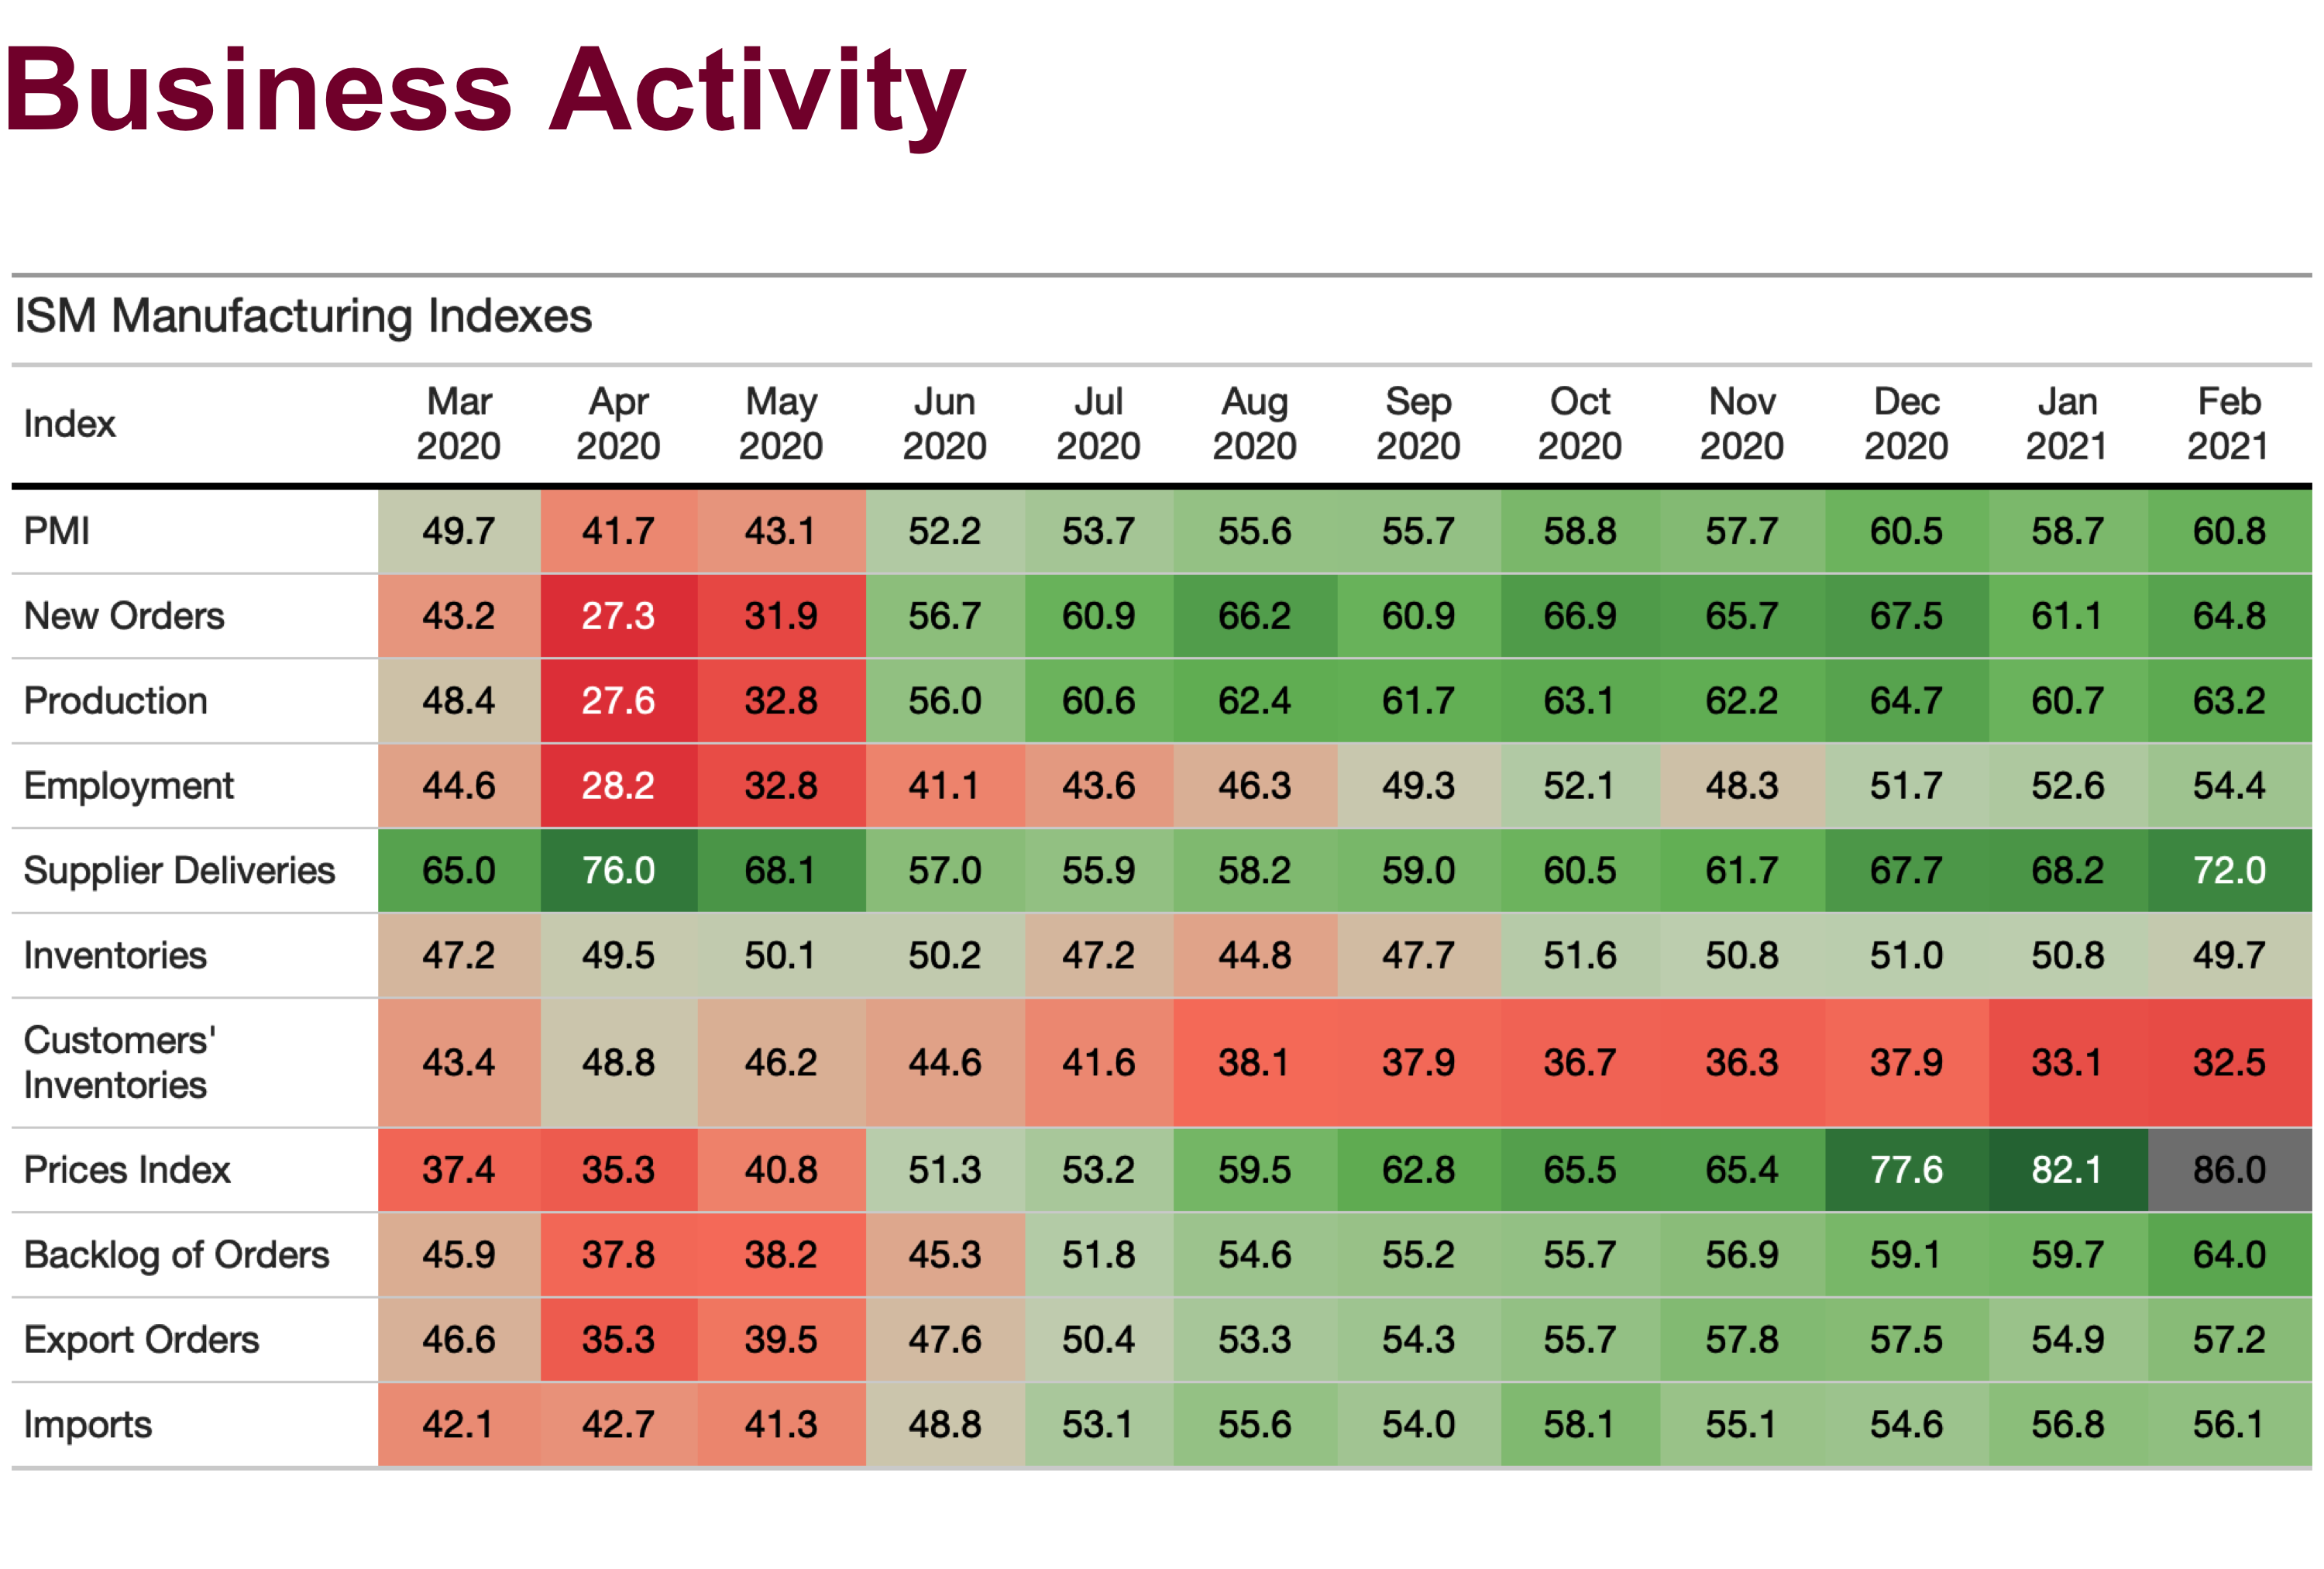 Business Activity
ISM Manufacturing Indexes
Index Mar 2020 Apr 2020 May 2020 Jun 2020 Jul 2020 Aug 2020 Sep 2020 Oct 2020 Nov 2020 Dec 2020 Jan 2021 Feb 2021
PMI 49.7 41.7 43.1 52.2 53.7 55.6 55.7 58.8 57.7 60.5 58.7 60.8
New Orders 43.2 27.3 31.9 56.7 60.9 66.2 60.9 66.9 65.7 67.5 61.1 64.8
Production 48.4 27.6 32.8 56.0 60.6 62.4 61.7 63.1 62.2 64.7 60.7 63.2
Employment 44.6 28.2 32.8 41.1 43.6 46.3 49.3 52.1 48.3 51.7 52.6 54.4
Supplier Deliveries 65.0 76.0 68.1 57.0 55.9 58.2 59.0 60.5 61.7 67.7 68.2 72.0
Inventories 47.2 49.5 50.1 50.2 47.2 44.8 47.7 51.6 50.8 51.0 50.8 49.7
Customers' Inventories 43.4 48.8 46.2 44.6 41.6 38.1 37.9 36.7 36.3 37.9 33.1 32.5
Prices Index 37.4 35.3 40.8 51.3 53.2 59.5 62.8 65.5 65.4 77.6 82.1 86.0
Backlog of Orders 45.9 37.8 38.2 45.3 51.8 54.6 55.2 55.7 56.9 59.1 59.7 64.0
Export Orders 46.6 35.3 39.5 47.6 50.4 53.3 54.3 55.7 57.8 57.5 54.9 57.2
Imports 42.1 42.7 41.3 48.8 53.1 55.6 54.0 58.1 55.1 54.6 56.8 56.1